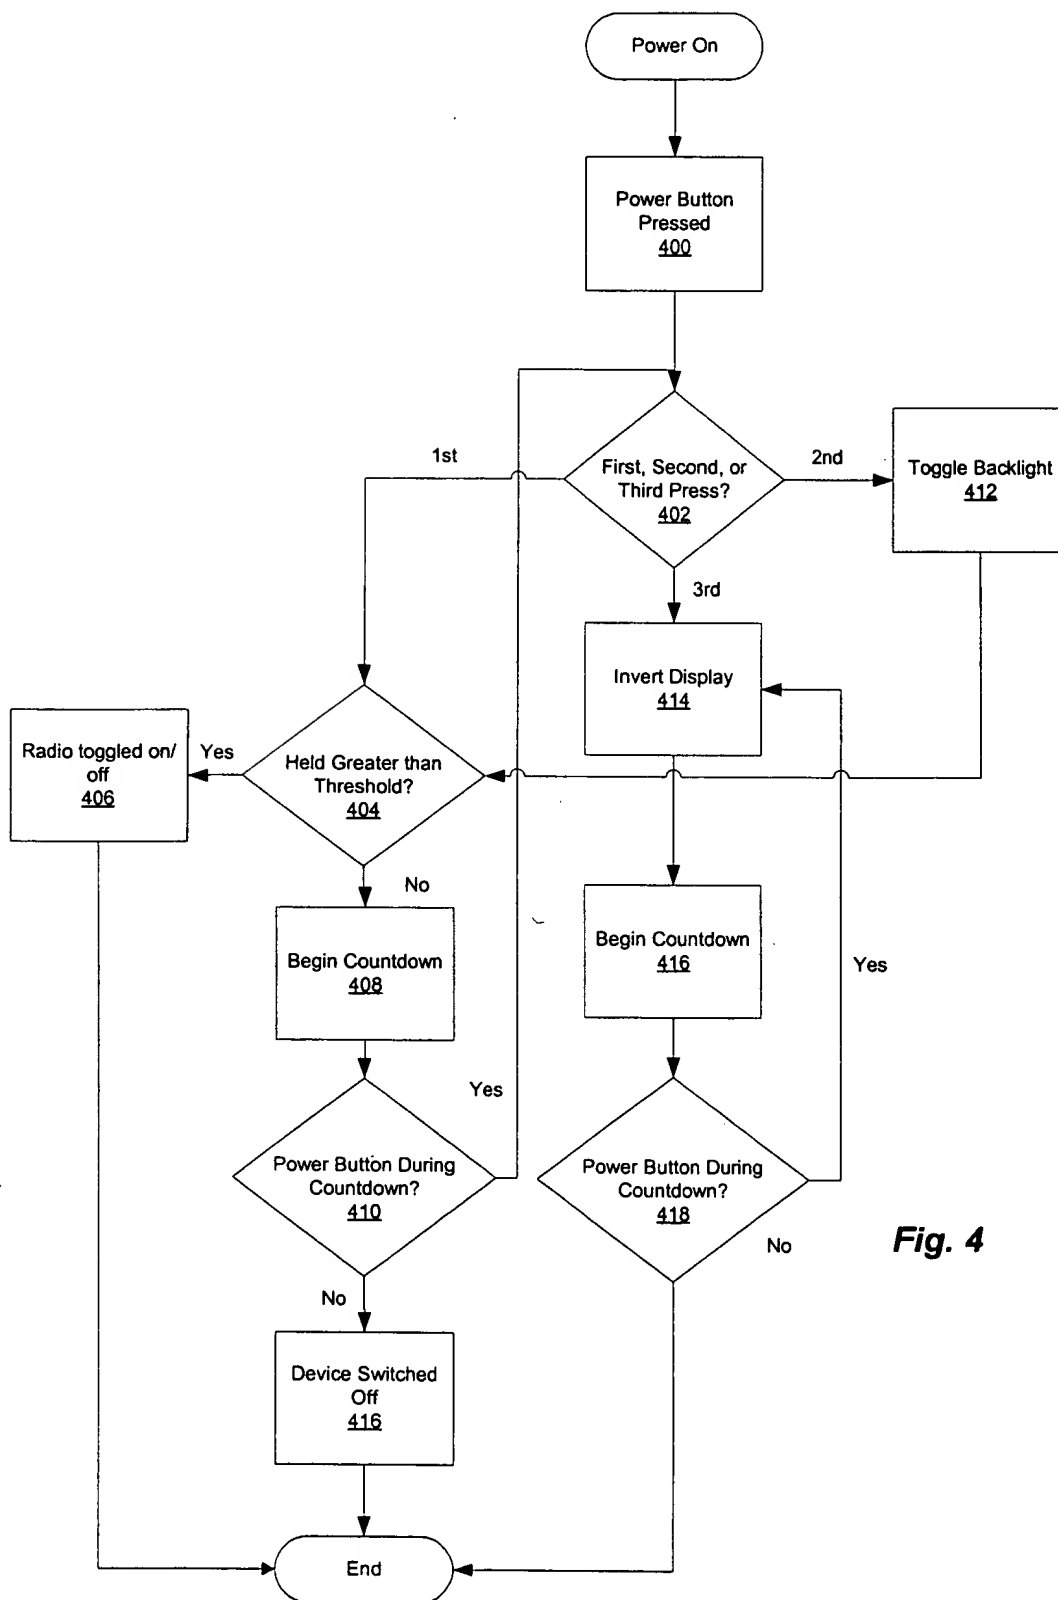 Power On
Power Button
Pressed
400
1st
First, Second, or
Third Press?
402
2nd
Toggle Backlight
412
3rd
Invert Display
414
Radio toggled on/
off
406
Yes
Held Greater than
Threshold?
404
No
Begin Countdown
408
Begin Countdown
416
Yes
Yes
Power Button During
Countdown?
410
Power Button During
Countdown?
418
No
Fig. 4
No
Device Switched
Off
416
End